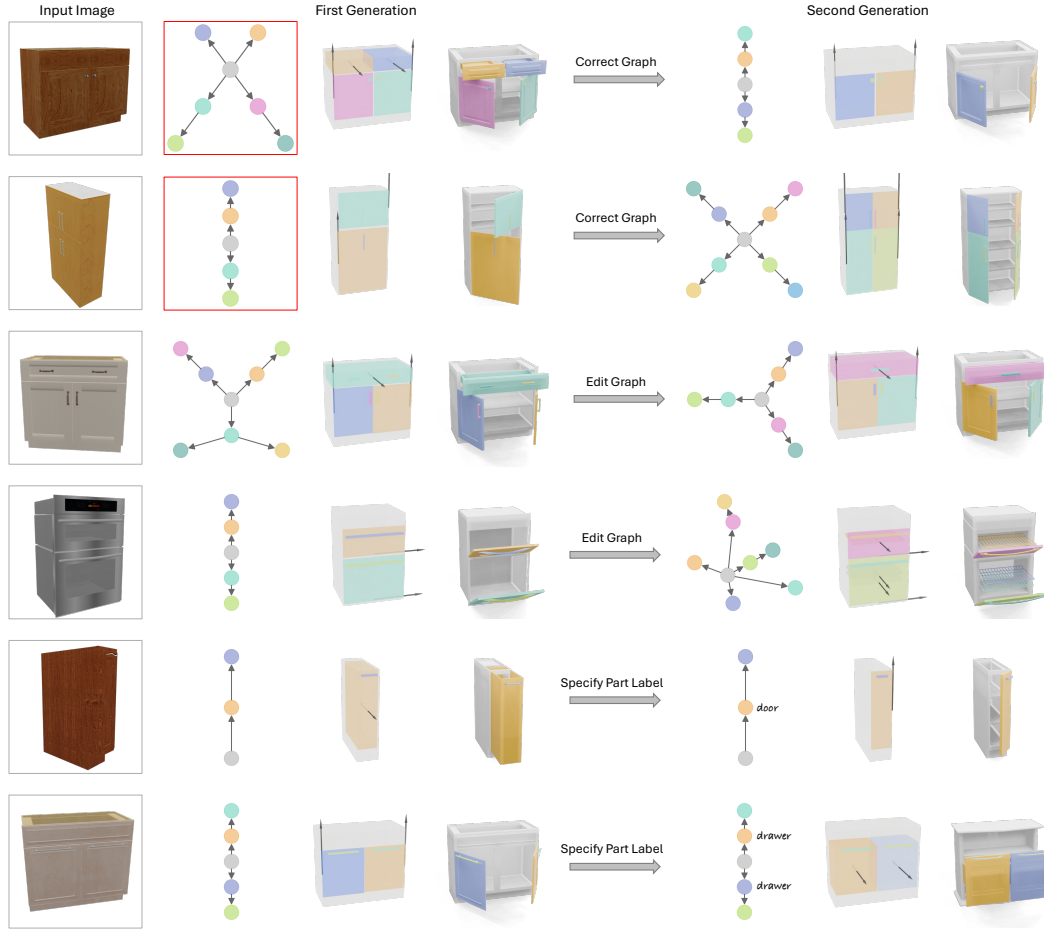 Input Image
First Generation
Second Generation
Correct Graph
Correct Graph
Edit Graph
Edit Graph
Specify Part Label
door
Specify Part Label
drawer
drawer